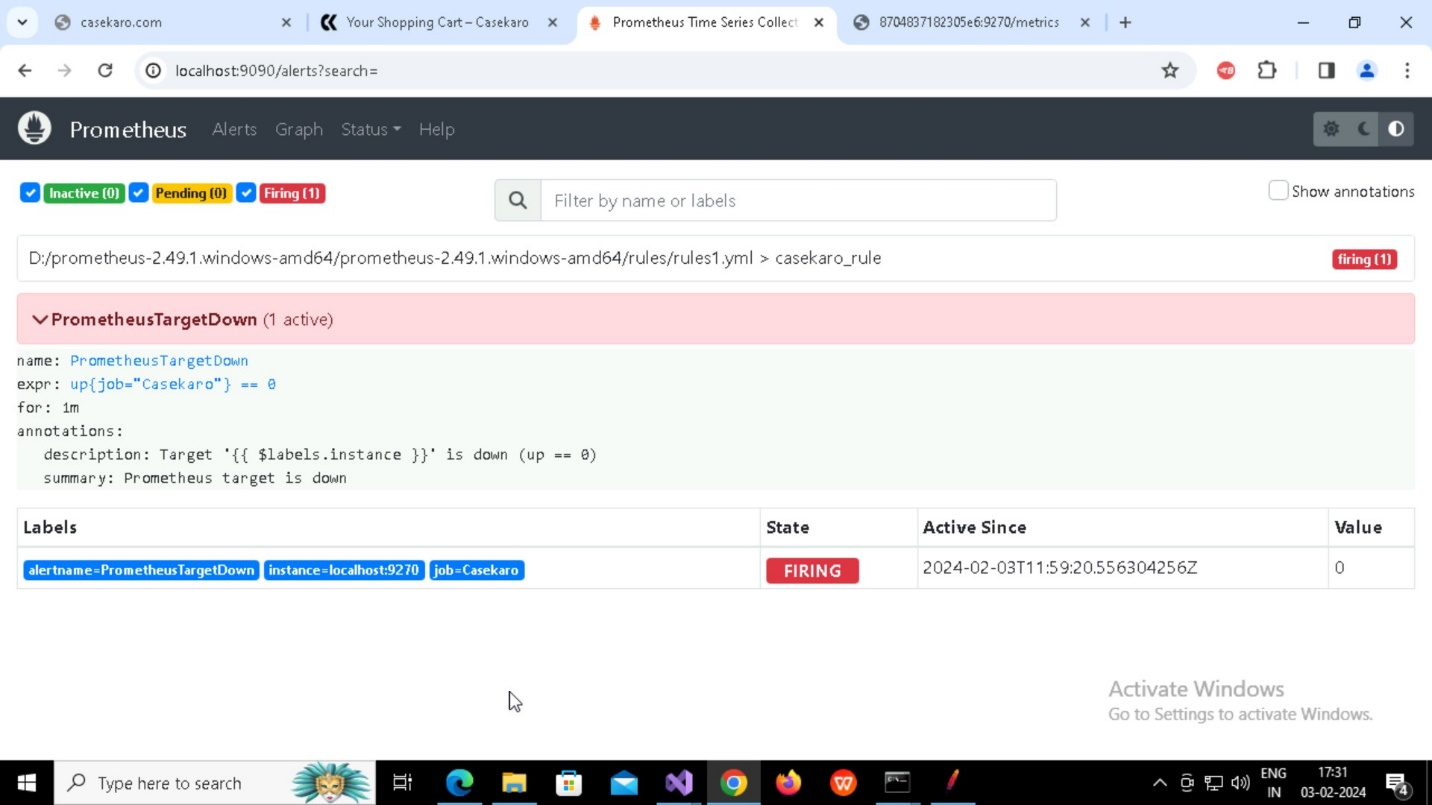 casekaro.com
Your Shopping Cart – Casekaro
Prometheus Time Series Collect
8704837182305e6:9270/metrics
localhost:9090/alerts?search=
Prometheus Alerts Graph Status Help
Inactive (0) Pending (0) Firing (1)
Filter by name or labels
Show annotations
D:/prometheus-2.49.1.windows-amd64/prometheus-2.49.1.windows-amd64/rules/rules1.yml > casekaro_rule
firing (1)
PrometheusTargetDown (1 active)
name: PrometheusTargetDown
expr: up{job="Casekaro"} == 0
for: 1m
annotations:
description: Target '{{ $labels.instance }}' is down (up == 0)
summary: Prometheus target is down
Labels State Active Since Value
alertname=PrometheusTargetDown instance=localhost:9270 job=Casekaro FIRING 2024-02-03T11:59:20.556304256Z 0
Activate Windows
Go to Settings to activate Windows.
Type here to search
ENG
IN
17:31
03-02-2024
4